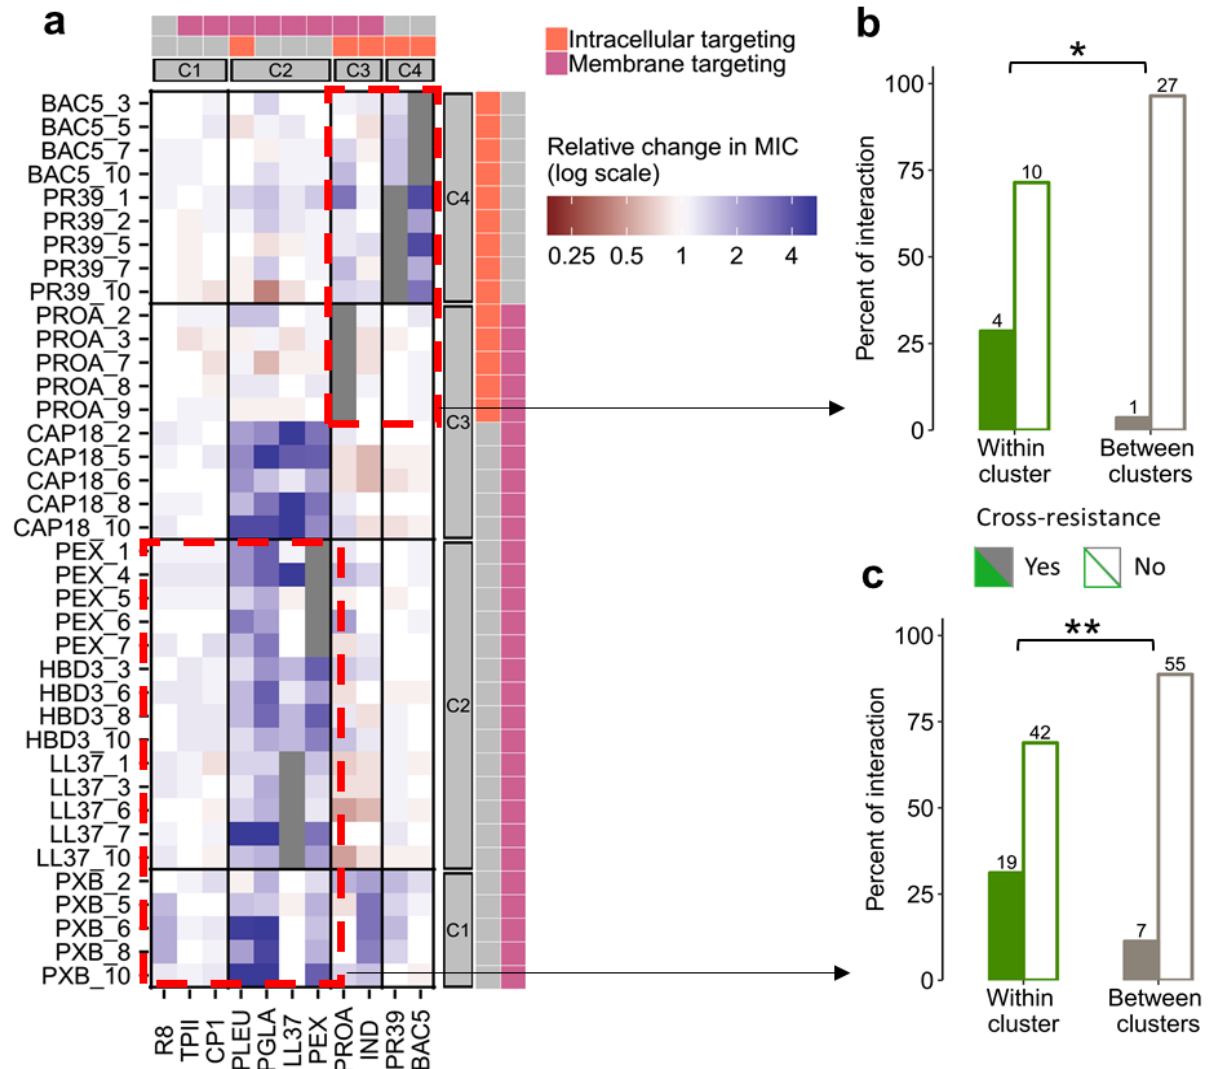 a
C1
C2
C3
C4
Intracellular targeting
Membrane targeting
Relative change in MIC
(log scale)
0.25 0.5 1 2 4
BAC5_3
BAC5_5
BAC5_7
BAC5_10
PR39_1
PR39_2
PR39_5
PR39_7
PR39_10
PROA_2
PROA_3
PROA_7
PROA_8
PROA_9
CAP18_2
CAP18_5
CAP18_6
CAP18_8
CAP18_10
PEX_1
PEX_4
PEX_5
PEX_6
PEX_7
HBD3_3
HBD3_6
HBD3_8
HBD3_10
LL37_1
LL37_3
LL37_6
LL37_7
LL37_10
PXB_2
PXB_5
PXB_6
PXB_8
PXB_10
C4
C3
C2
C1
R8
TPII
CP1
PLEU
PGLA
LL37
PEX
PROA
IND
PR39
BAC5
b
*
Percent of interaction
100
75
50
25
0
4
10
1
27
Within
cluster
Between
clusters
Cross-resistance
Yes No
c
**
Percent of interaction
100
75
50
25
0
19
42
7
55
Within
cluster
Between
clusters